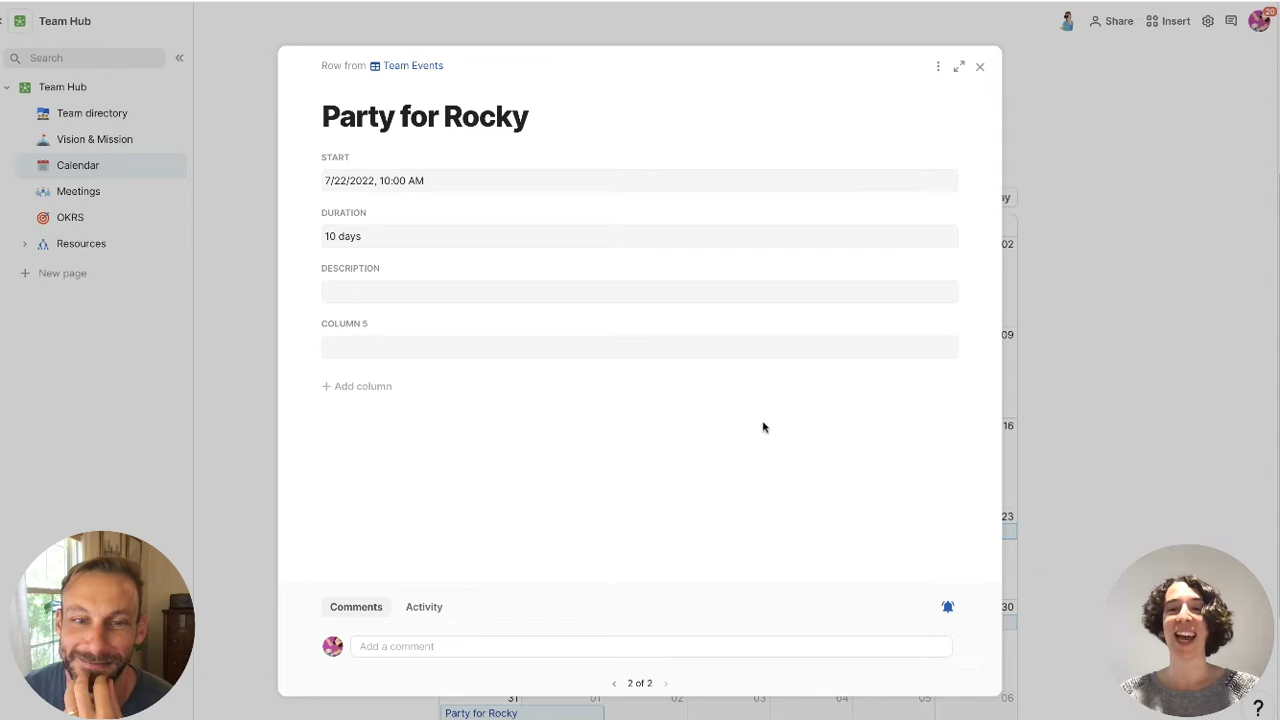 Team Hub
Share
Insert
20
Search
Team Hub
Team directory
Vision & Mission
Calendar
Meetings
OKRS
Resources
New page
Row from Team Events
Party for Rocky
START
7/22/2022, 10:00 AM
DURATION
10 days
DESCRIPTION
COLUMN 5
Add column
Comments
Activity
Add a comment
2 of 2
ay
02
09
16
23
30
31
01
02
03
04
05
06
Party for Rocky
?